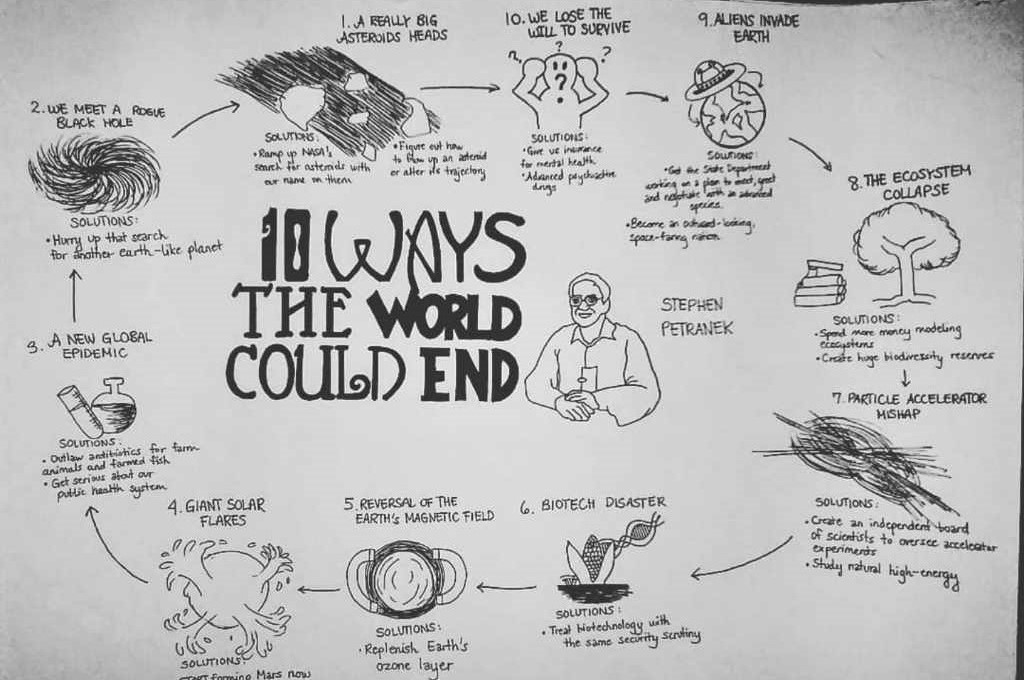 10 WAYS
THE WORLD
COULD END
STEPHEN
PETRANEK
10. WE LOSE THE
WILL TO SURVIVE
? ? ?
?
SOLUTIONS:
• Give us insurance
for mental health
• Advanced psychoactive
drugs
9. ALIENS INVADE
EARTH
SOLUTIONS:
• Get the State Department
working on a plan to meet, greet
and negotiate with an advanced
species.
• Become an outward-looking,
space-faring nation.
8. THE ECOSYSTEM
COLLAPSE
SOLUTIONS:
• Spend more money modeling
ecosystems
• Create huge biodiversity reserves
7. PARTICLE ACCELERATOR
MISHAP
SOLUTIONS:
• Create an independent board
of scientists to oversee accelerator
experiments
• Study natural high-energy
6. BIOTECH DISASTER
SOLUTIONS:
• Treat biotechnology with
the same security scrutiny
5. REVERSAL OF THE
EARTH'S MAGNETIC FIELD
SOLUTIONS:
• Replenish Earth's
ozone layer
4. GIANT SOLAR
FLARES
SOLUTIONS:
forming Mars now
3. A NEW GLOBAL
EPIDEMIC
SOLUTIONS:
• Outlaw antibiotics for farm
animals and farmed fish
• Get serious about our
public health system
2. WE MEET A ROGUE
BLACK HOLE
SOLUTIONS:
• Hurry up that search
for another earth-like planet
1. A REALLY BIG
ASTEROIDS HEADS
SOLUTIONS:
• Ramp up NASA's
search for asteroids with
our name on them
• Figure out how
to blow up an asteroid
or alter its trajectory